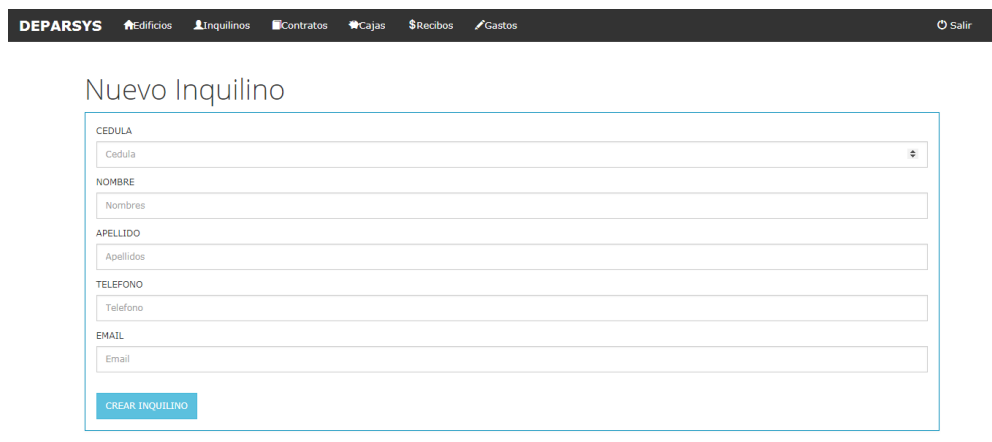 DEPARSYS Edificios Inquilinos Contratos Cajas $Recibos Gastos Salir
Nuevo Inquilino
CEDULA
Cedula
NOMBRE
Nombres
APELLIDO
Apellidos
TELEFONO
Telefono
EMAIL
Email
CREAR INQUILINO